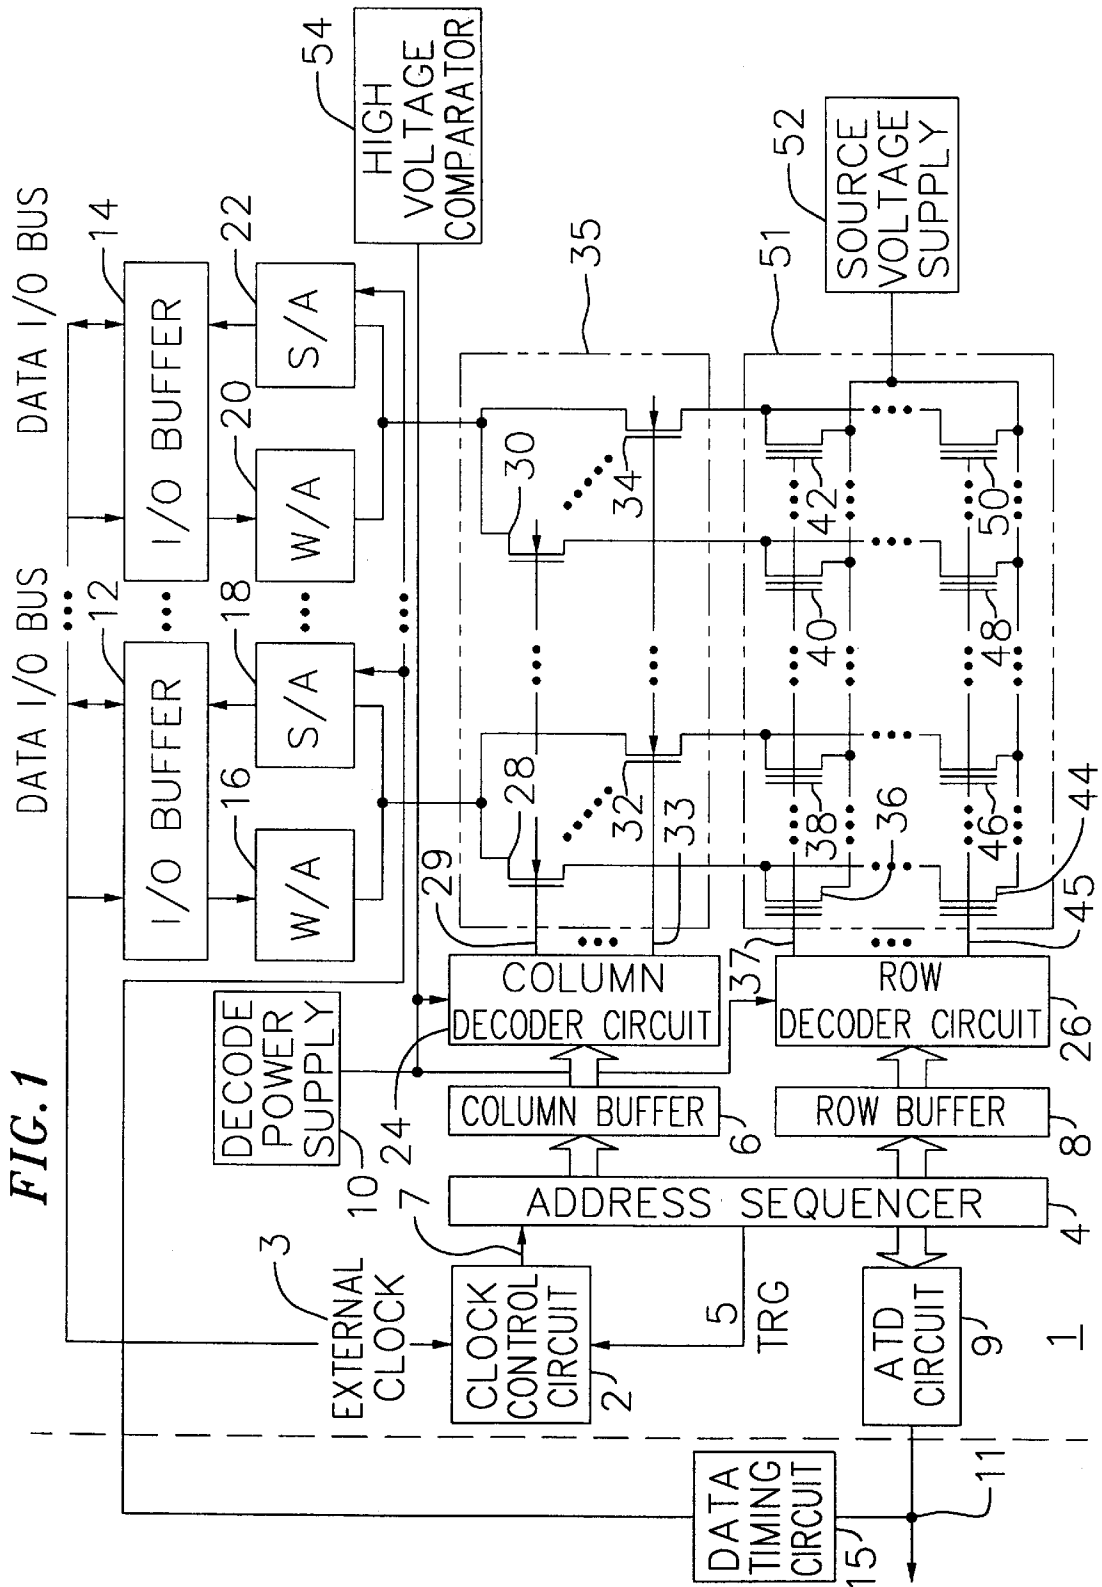 FIG. 1
DATA I/O BUS
DATA I/O BUS
12
14
I/O BUFFER
I/O BUFFER
16
18
20
22
W/A
S/A
W/A
S/A
54
HIGH
VOLTAGE
COMPARATOR
DECODE
POWER
SUPPLY
10
3
EXTERNAL
CLOCK
7
CLOCK
CONTROL
CIRCUIT
2
5
TRG
ADDRESS SEQUENCER
4
COLUMN BUFFER
6
ROW BUFFER
8
24
COLUMN
DECODER CIRCUIT
ROW
DECODER CIRCUIT
26
29
28
30
35
32
34
33
37
38
40
42
51
36
52
SOURCE
VOLTAGE
SUPPLY
46
48
50
44
45
ATD
CIRCUIT
9
1
DATA
TIMING
CIRCUIT
15
11